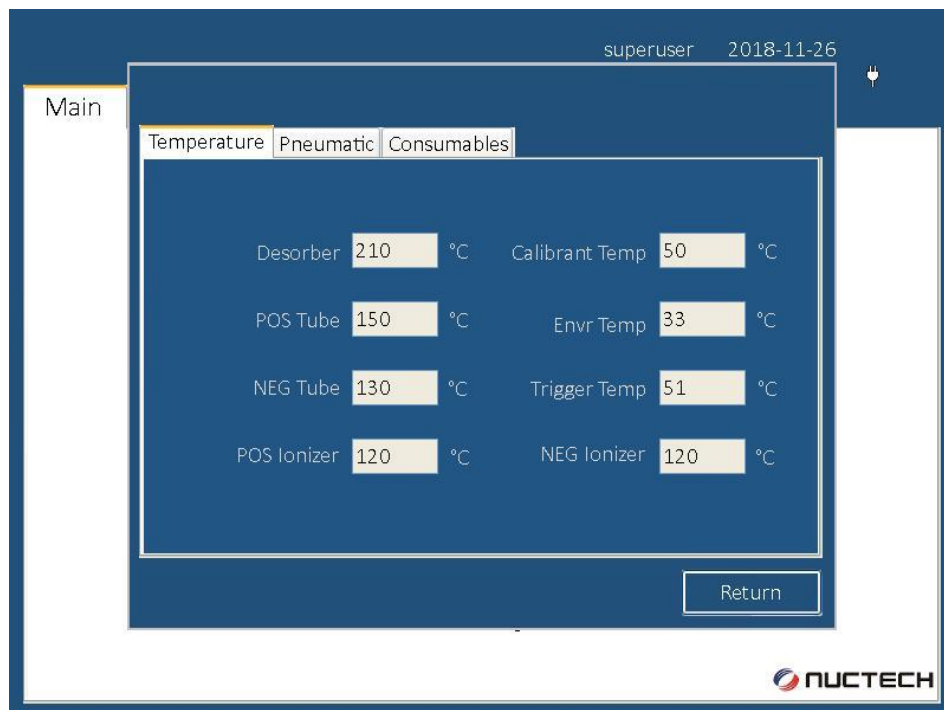 superuser 2018-11-26
Main
Temperature Pneumatic Consumables
Desorber 210 °C Calibrant Temp 50 °C
POS Tube 150 °C Envr Temp 33 °C
NEG Tube 130 °C Trigger Temp 51 °C
POS Ionizer 120 °C NEG Ionizer 120 °C
Return
NUCTECH